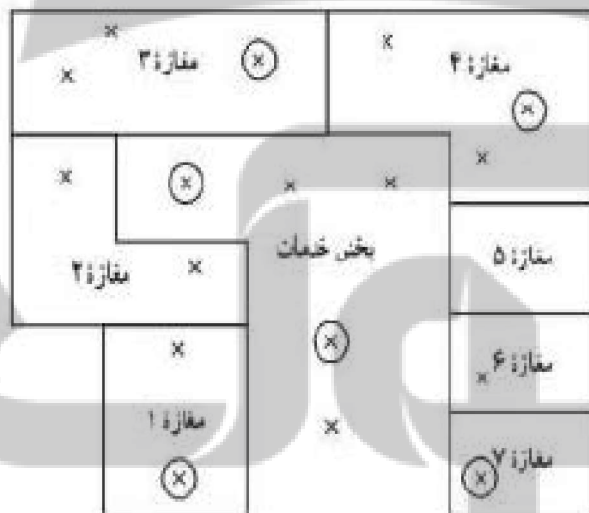 مغازهٔ ۳
مغازهٔ ۴
بخش خدمات
مغازهٔ ۵
مغازهٔ ۲
مغازهٔ ۶
مغازهٔ ۱
مغازهٔ ۷